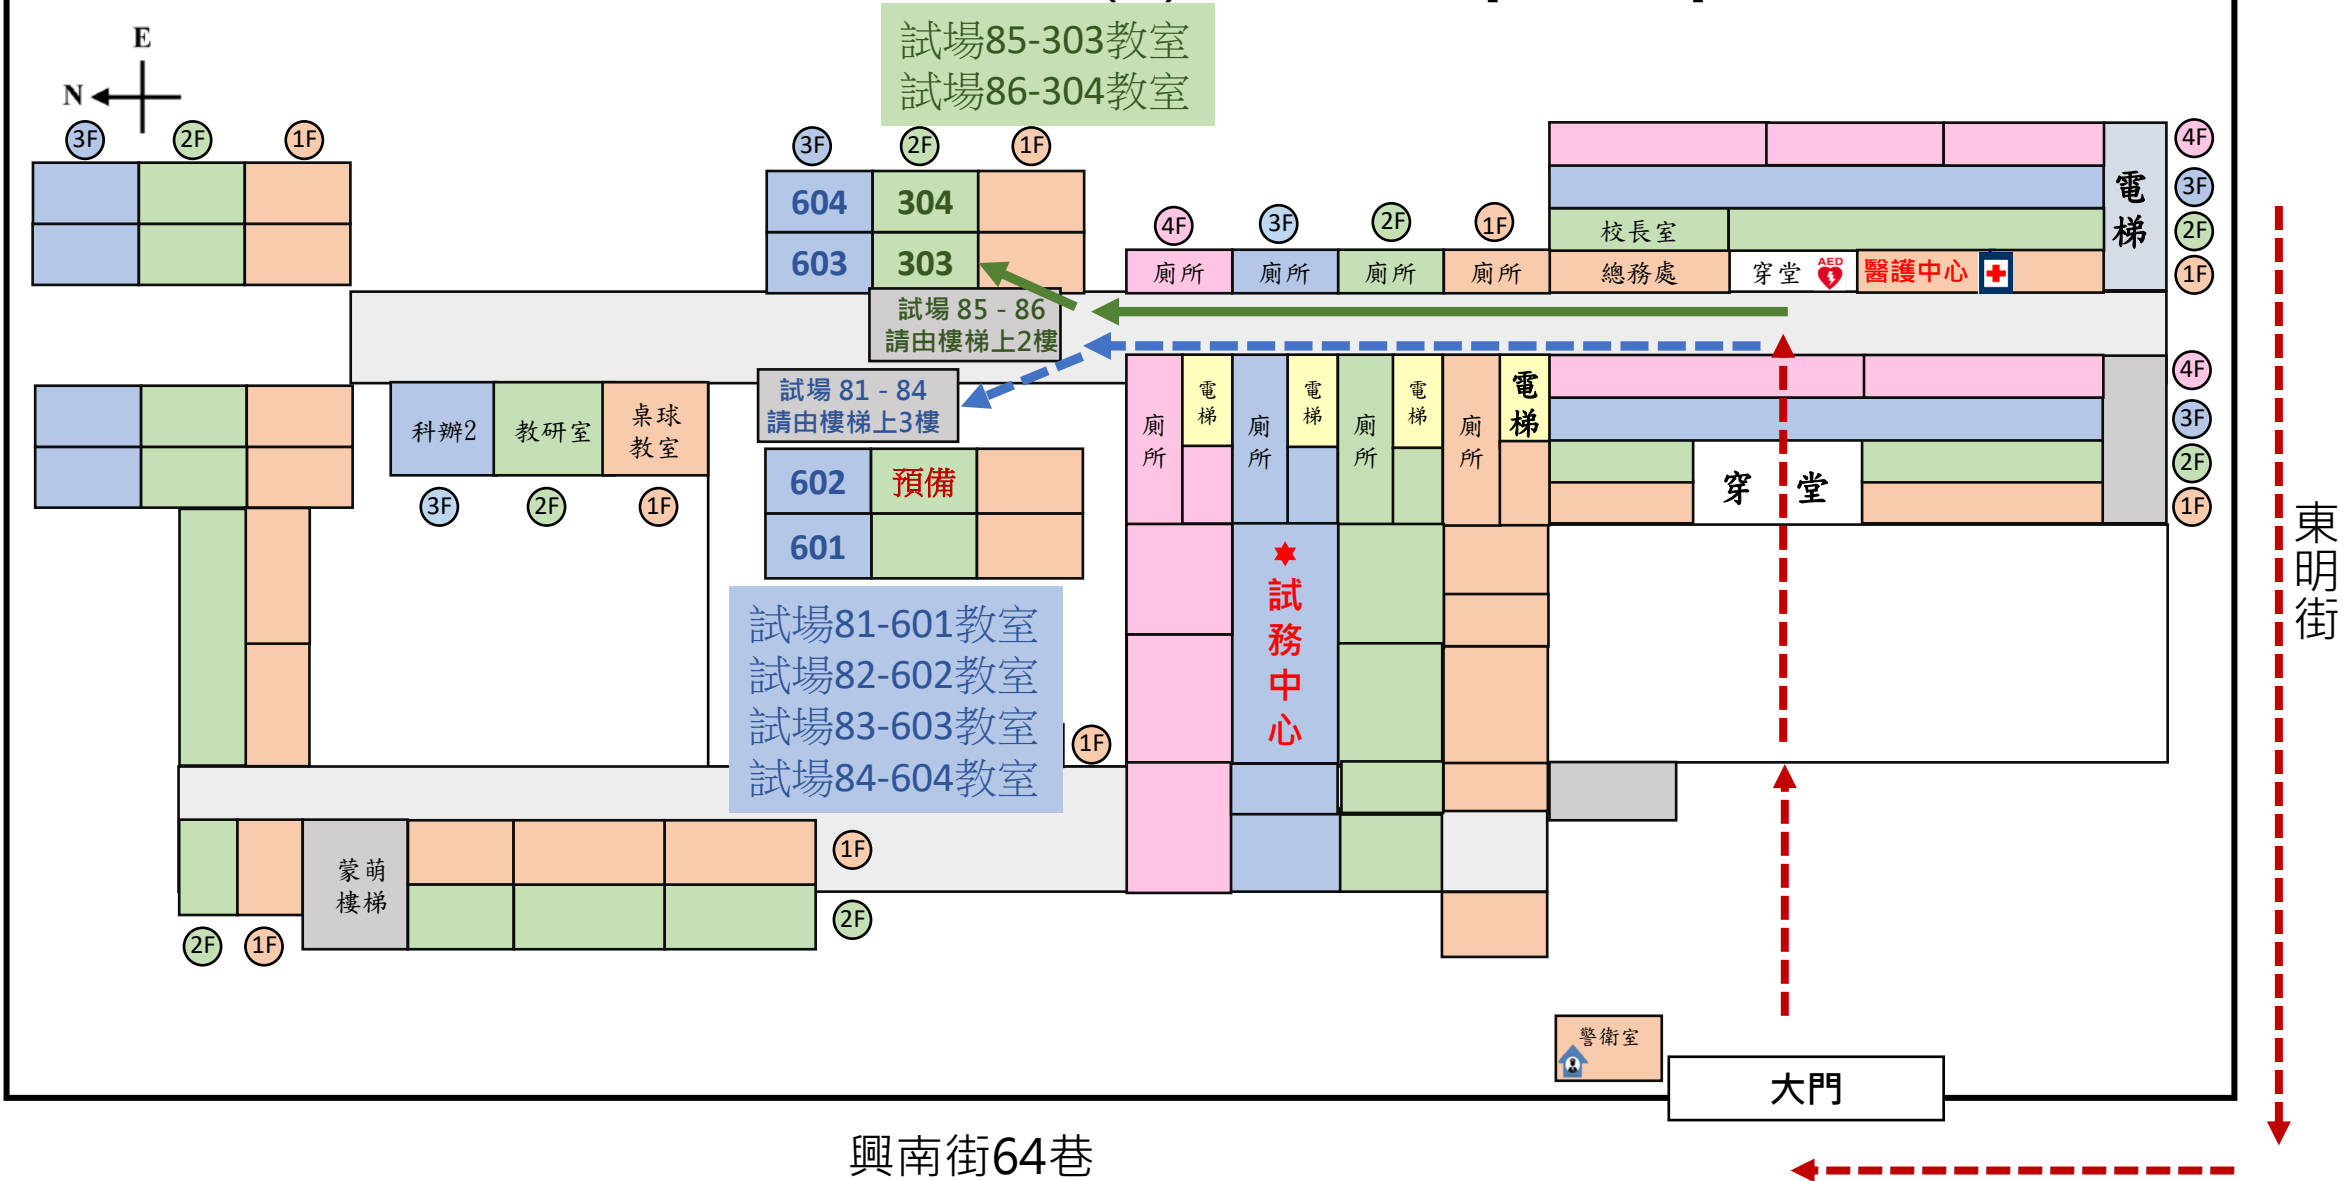 試場85-303教室
試場86-304教室
E
N
3F
2F
1F
3F
2F
1F
4F
3F
2F
1F
4F
3F
2F
1F
604
304
603
303
廁所
廁所
廁所
廁所
校長室
總務處
穿堂
AED
醫護中心
電梯
試場 85 - 86
請由樓梯上2樓
試場 81 - 84
請由樓梯上3樓
科辦2
教研室
桌球
教室
3F
2F
1F
602
預備
601
廁所
電梯
廁所
電梯
廁所
電梯
廁所
電梯
穿堂
4F
3F
2F
1F
東明街
試務中心
試場81-601教室
試場82-602教室
試場83-603教室
試場84-604教室
1F
蒙萌
樓梯
1F
2F
2F
1F
警衛室
大門
興南街64巷